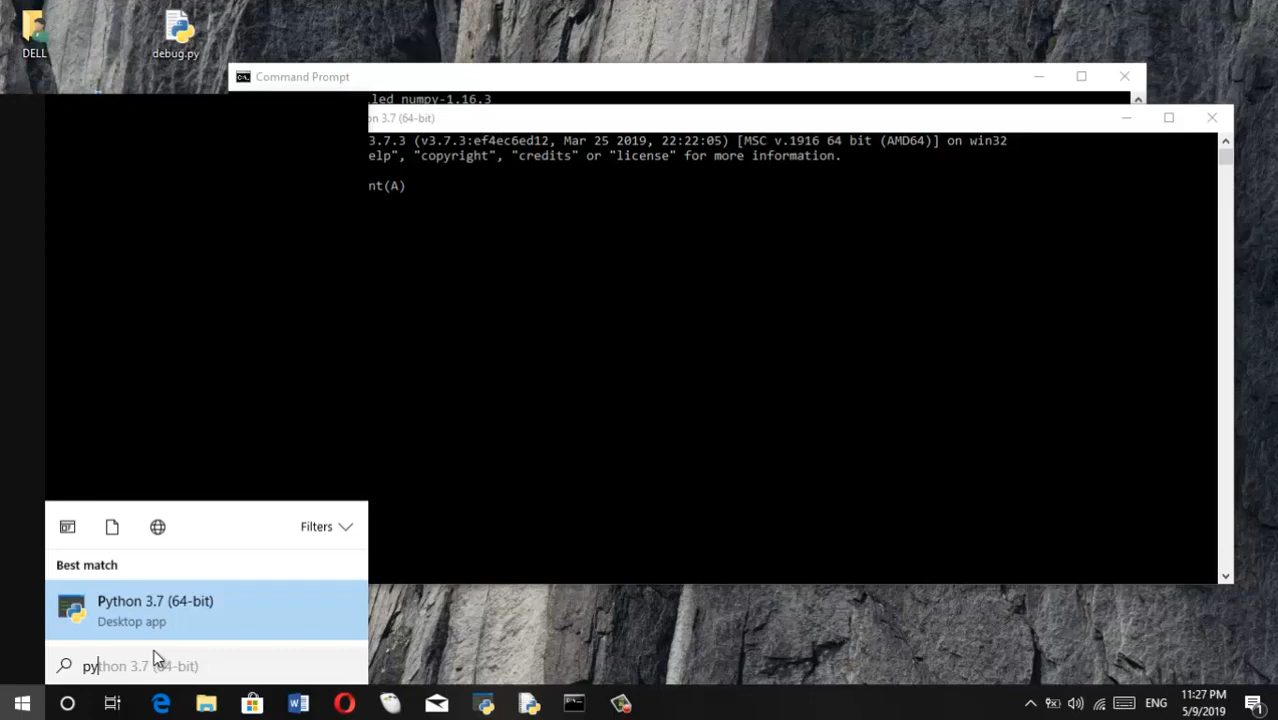 DELL
debug.py
Command Prompt
led numpy-1.16.3
on 3.7 (64-bit)
3.7.3 (v3.7.3:ef4ec6ed12, Mar 25 2019, 22:22:05) [MSC v.1916 64 bit (AMD64)] on win32
elp", "copyright", "credits" or "license" for more information.
nt(A)
Filters
Best match
Python 3.7 (64-bit)
Desktop app
python 3.7 (64-bit)
ENG
11:27 PM
5/9/2019
1